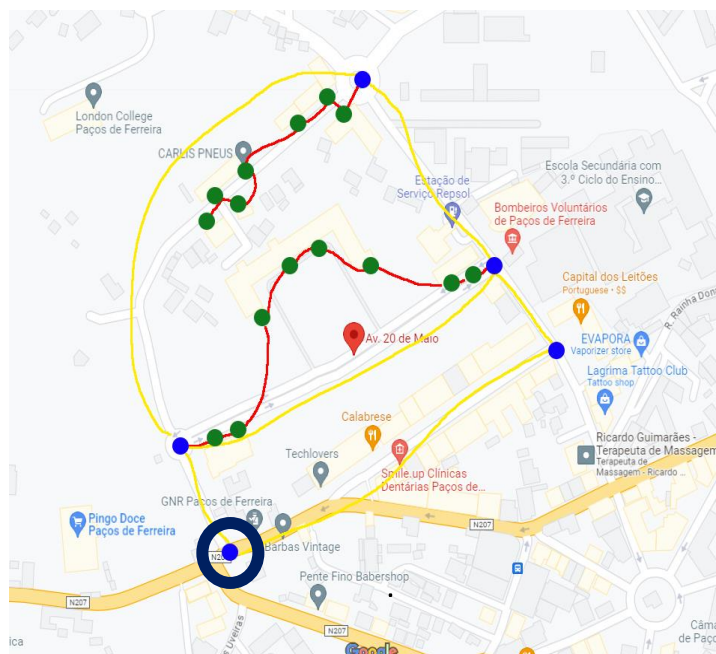 London College
Paços de Ferreira
CARLIS PNEUS
Estação de
Serviço Repsol
Escola Secundária com
3.º Ciclo do Ensino...
Bombeiros Voluntários
de Paços de Ferreira
Capital dos Leitões
Portuguese • $$
R. Rainha Don
EVAPORA
Vaporizer store
Av. 20 de Maio
Lagrima Tattoo Club
Tattoo shop
Calabrese
Ricardo Guimarães -
Terapeuta de Massagem
Terapeuta de
Massagem - Ricardo ...
Techlovers
Smile.up Clínicas
Dentárias Paços de...
GNR Paços de Ferreira
Pingo Doce
Paços de Ferreira
N207
N207
Barbas Vintage
Pente Fino Babershop
N207
N207
s Uveiras
Câma
de Paço
ica
Google